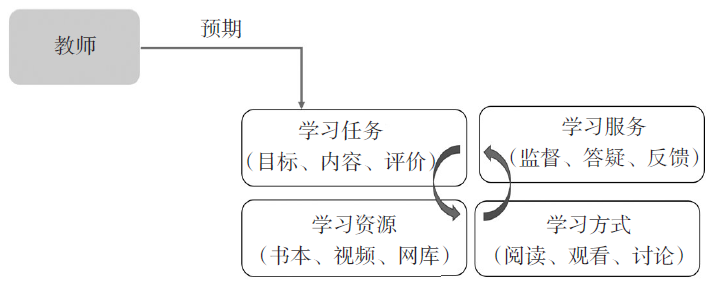 教师
预期
学习任务
（目标、内容、评价）
学习服务
（监督、答疑、反馈）
学习资源
（书本、视频、网库）
学习方式
（阅读、观看、讨论）